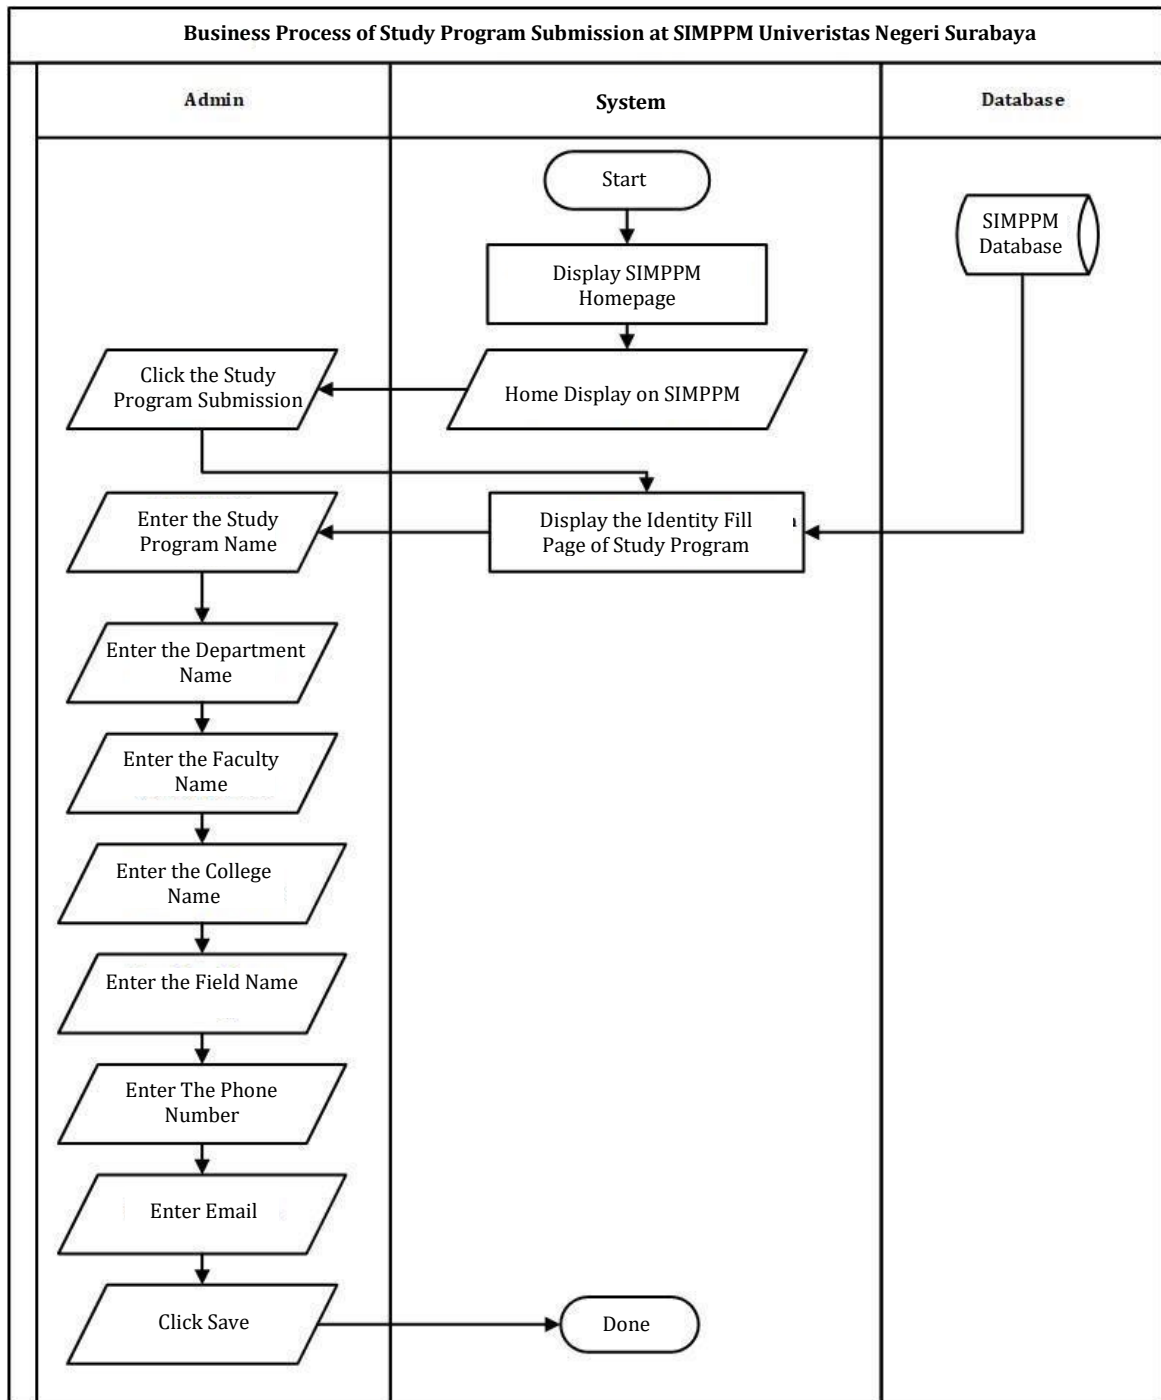 Business Process of Study Program Submission at SIMPPM Univeristas Negeri Surabaya
Admin
System
Database
Start
SIMPPM
Database
Display SIMPPM
Homepage
Click the Study
Program Submission
Home Display on SIMPPM
Enter the Study
Program Name
Display the Identity Fill
Page of Study Program
Enter the Department
Name
Enter the Faculty
Name
Enter the College
Name
Enter the Field Name
Enter The Phone
Number
Enter Email
Click Save
Done